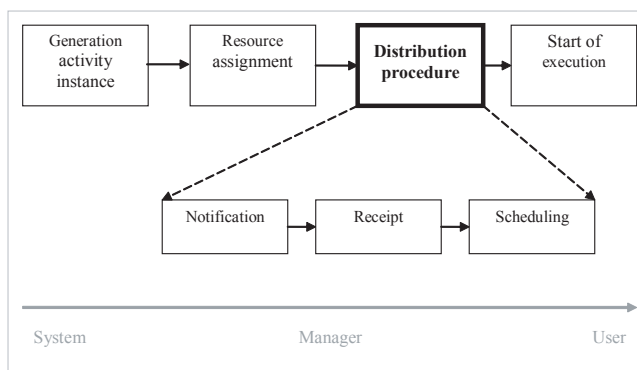 Generation
activity
instance
Resource
assignment
Distribution
procedure
Start of
execution
Notification
Receipt
Scheduling
System
Manager
User